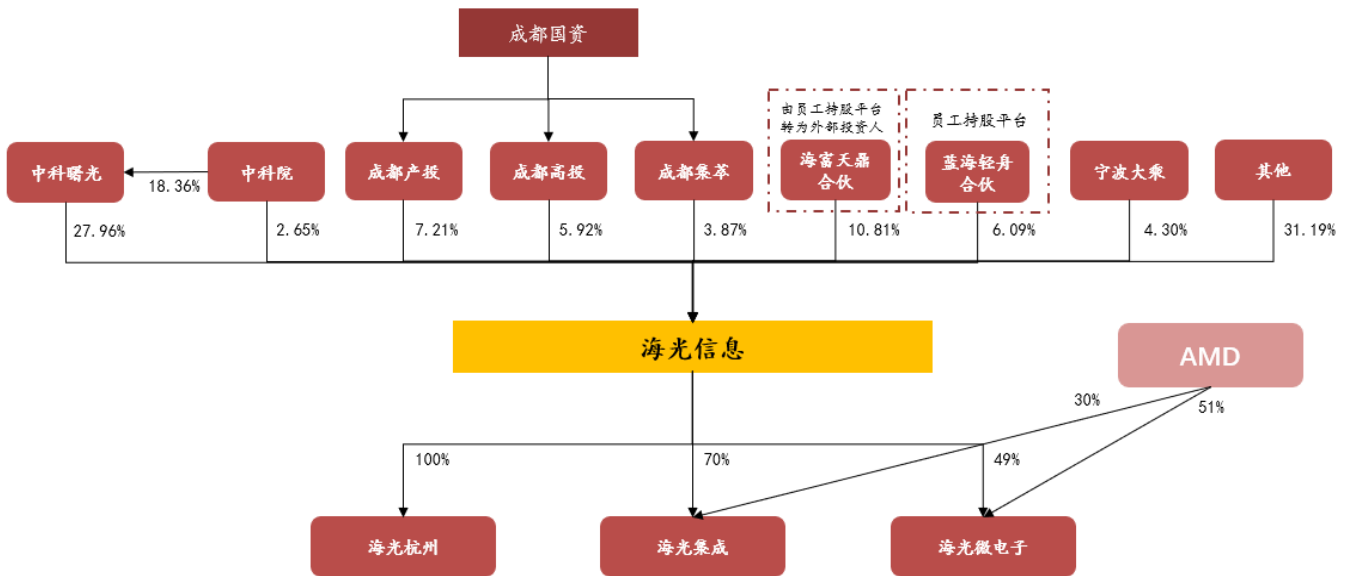 成都国资
由员工持股平台
转为外部投资人
员工持股平台
中科曙光
18.36%
中科院
成都产投
成都高投
成都集萃
海富天鼎
合伙
蓝海轻舟
合伙
宁波大乘
其他
27.96%
2.65%
7.21%
5.92%
3.87%
10.81%
6.09%
4.30%
31.19%
海光信息
AMD
30%
51%
100%
70%
49%
海光杭州
海光集成
海光微电子